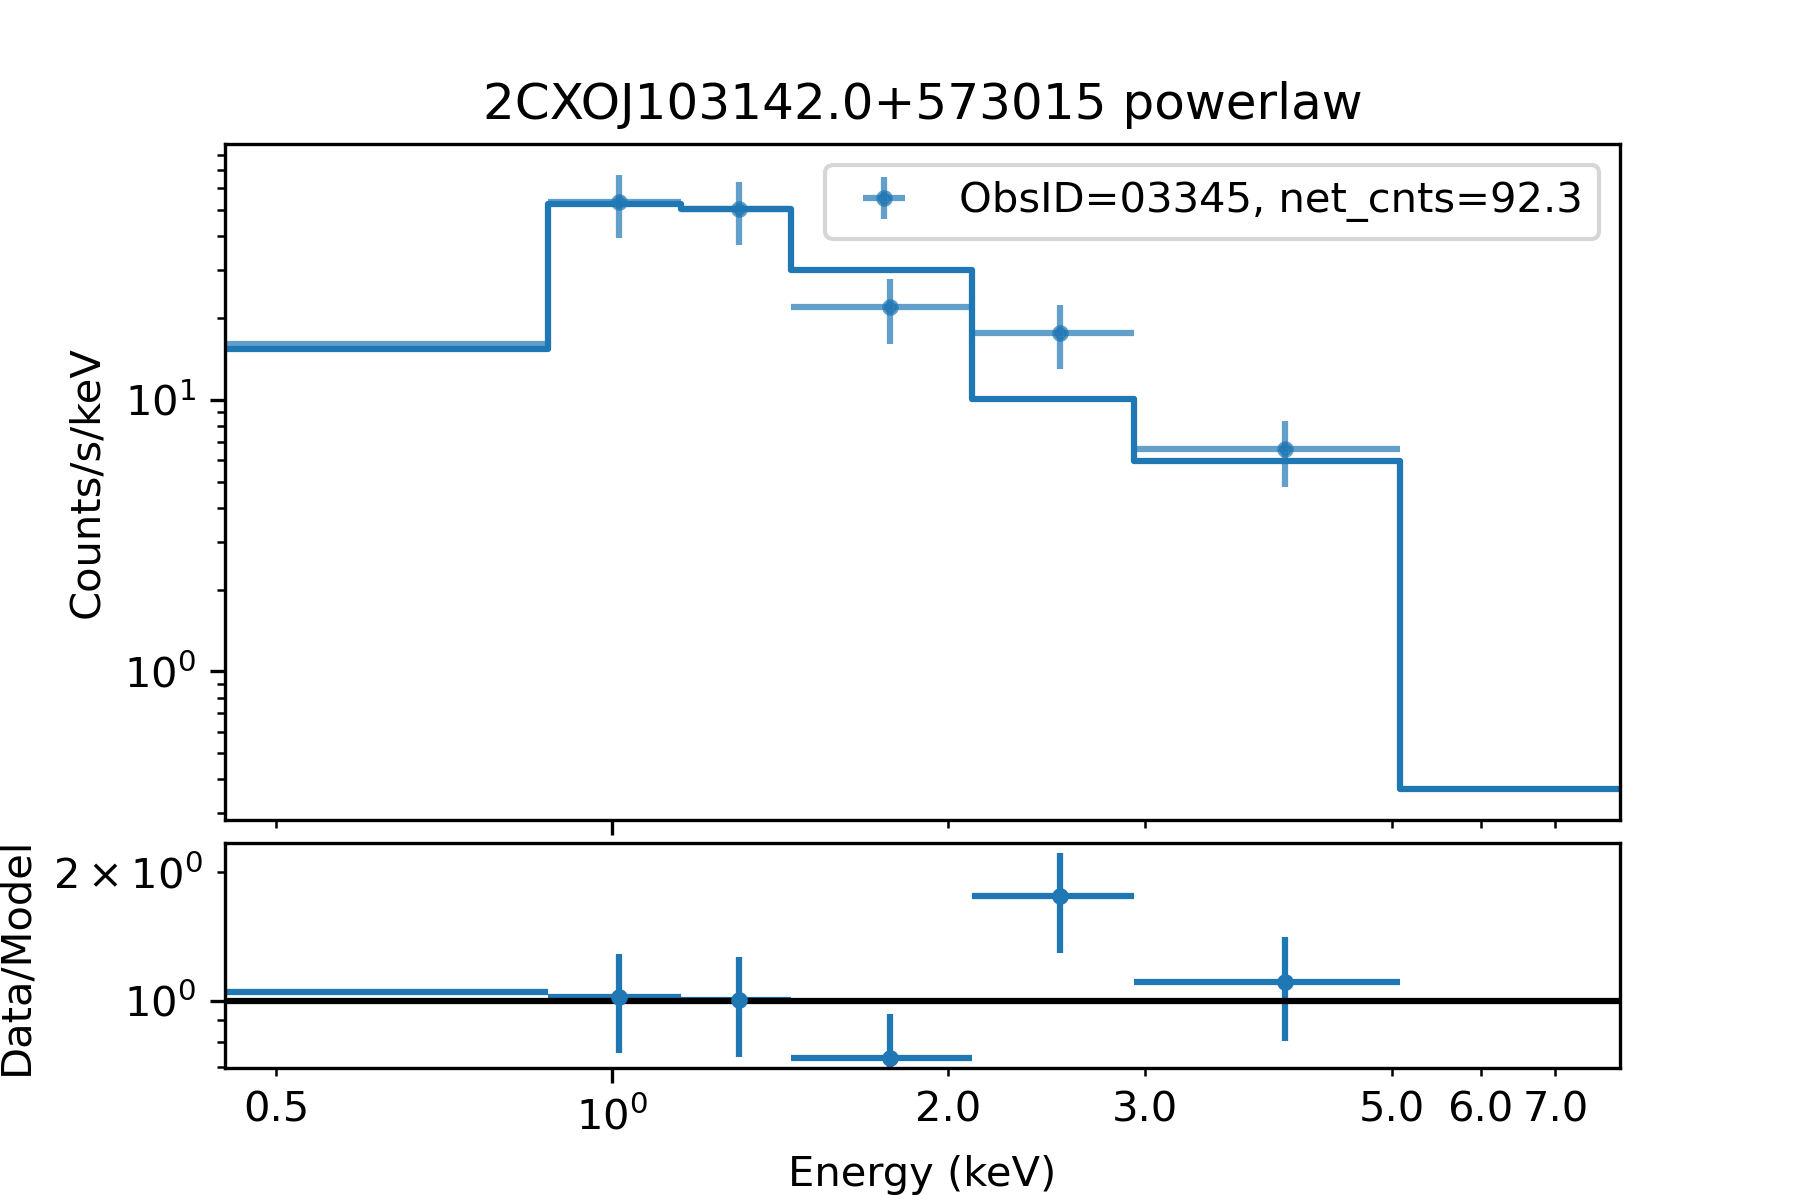 2CXOJ103142.0+573015 powerlaw
ObsID=03345, net_cnts=92.3
Counts/s/keV
10¹
10⁰
Data/Model
2 × 10⁰
10⁰
0.5 10⁰ 2.0 3.0 5.0 6.0 7.0
Energy (keV)